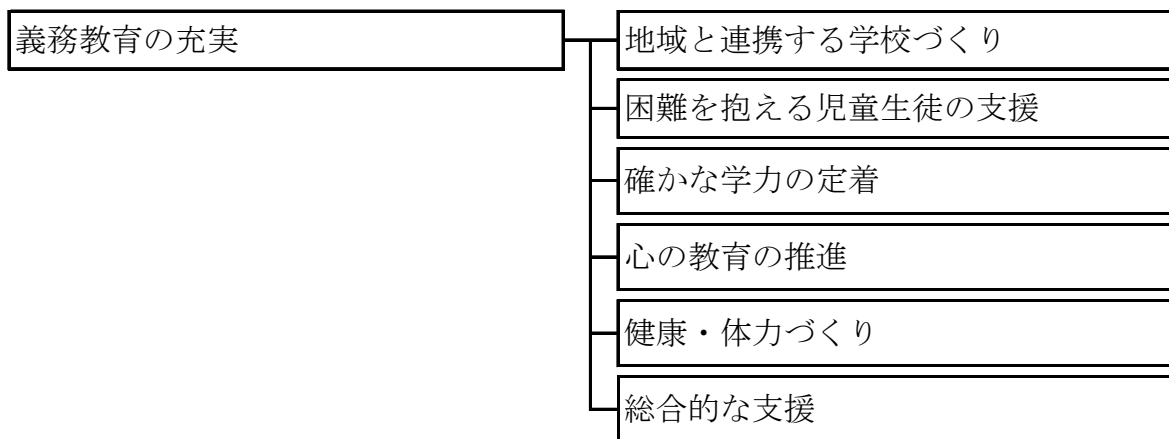 義務教育の充実
地域と連携する学校づくり
困難を抱える児童生徒の支援
確かな学力の定着
心の教育の推進
健康・体力づくり
総合的な支援